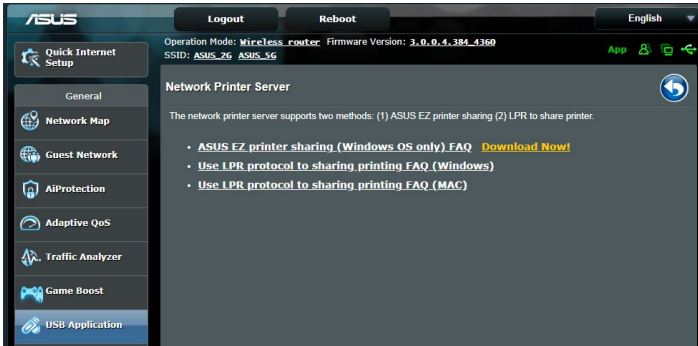 ASUS
Logout
Reboot
English
Quick Internet
Setup
Operation Mode: Wireless router Firmware Version: 3.0.0.4.384_4360
SSID: ASUS_2G ASUS_5G
App
General
Network Map
Guest Network
AiProtection
Adaptive QoS
Traffic Analyzer
Game Boost
USB Application
Network Printer Server
The network printer server supports two methods: (1) ASUS EZ printer sharing (2) LPR to share printer.
• ASUS EZ printer sharing (Windows OS only) FAQ Download Now!
• Use LPR protocol to sharing printing FAQ (Windows)
• Use LPR protocol to sharing printing FAQ (MAC)